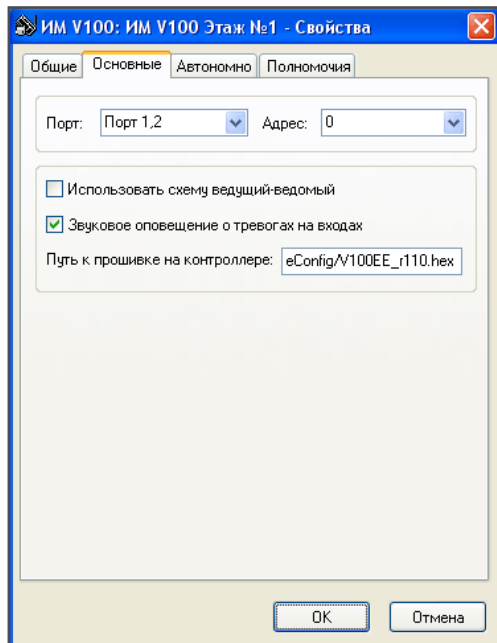 ИМ V100: ИМ V100 Этаж №1 - Свойства
Общие Основные Автономно Полномочия
Порт: Порт 1,2 Адрес: 0
Использовать схему ведущий-ведомый
Звуковое оповещение о тревогах на входах
Путь к прошивке на контроллере: eConfig/V100EE_r110.hex
OK Отмена